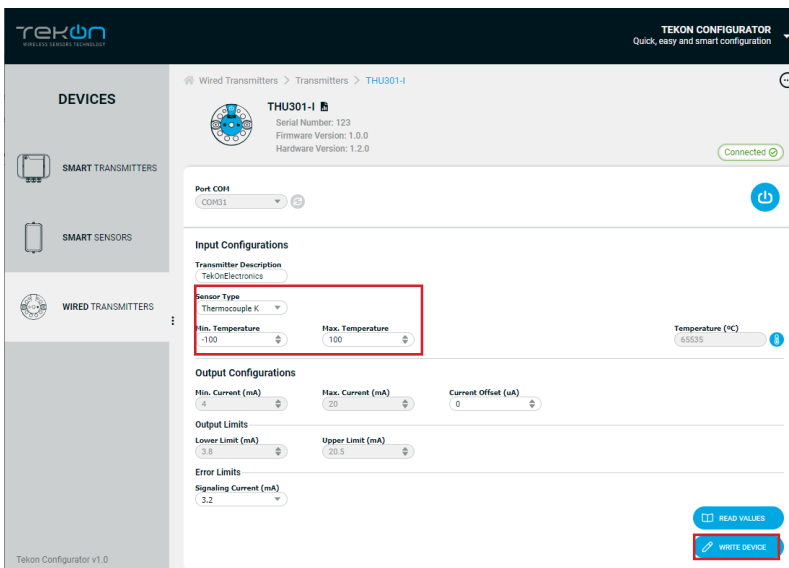 TEKON
WIRELESS SENSORS TECHNOLOGY
TEKON CONFIGURATOR
Quick, easy and smart configuration
DEVICES
SMART TRANSMITTERS
SMART SENSORS
WIRED TRANSMITTERS
Tekon Configurator v1.0
Wired Transmitters > Transmitters > THU301-I
THU301-I
Serial Number: 123
Firmware Version: 1.0.0
Hardware Version: 1.2.0
Connected
Port COM
COM31
Input Configurations
Transmitter Description
TekOnElectronics
Sensor Type
Thermocouple K
Min. Temperature Max. Temperature Temperature (ºC)
-100 100 65535
Output Configurations
Min. Current (mA) Max. Current (mA) Current Offset (uA)
4 20 0
Output Limits
Lower Limit (mA) Upper Limit (mA)
3.8 20.5
Error Limits
Signaling Current (mA)
3.2
READ VALUES
WRITE DEVICE